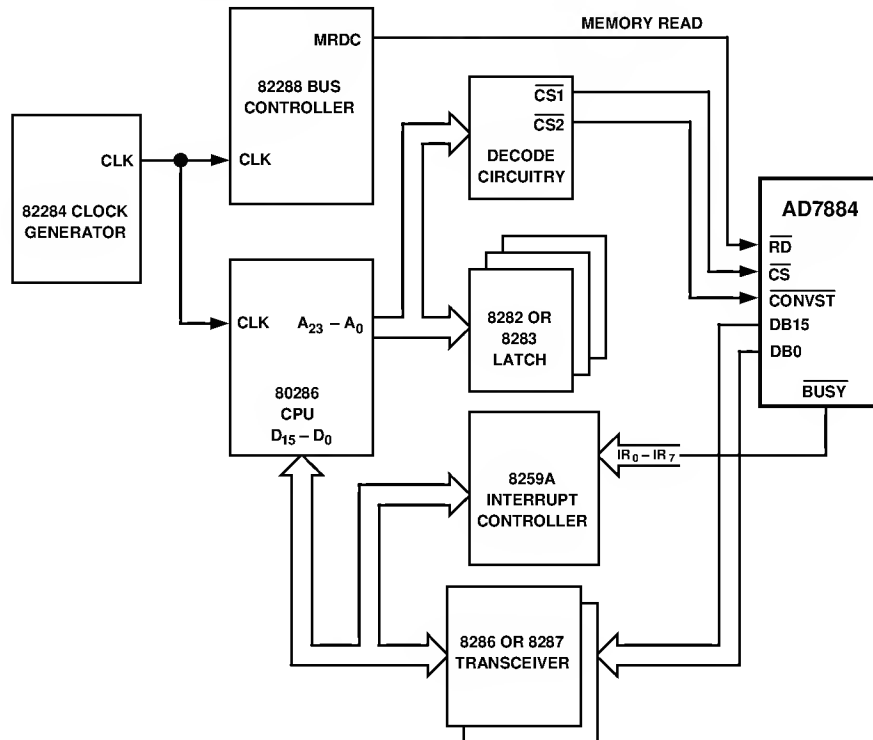 MEMORY READ
MRDC
82288 BUS
CONTROLLER
CLK
CS1
CS2
DECODE
CIRCUITRY
CLK
82284 CLOCK
GENERATOR
AD7884
RD
CS
CONVST
DB15
DB0
BUSY
CLK
A23 – A0
80286
CPU
D15 – D0
8282 OR
8283
LATCH
IR0 – IR7
8259A
INTERRUPT
CONTROLLER
8286 OR 8287
TRANSCEIVER